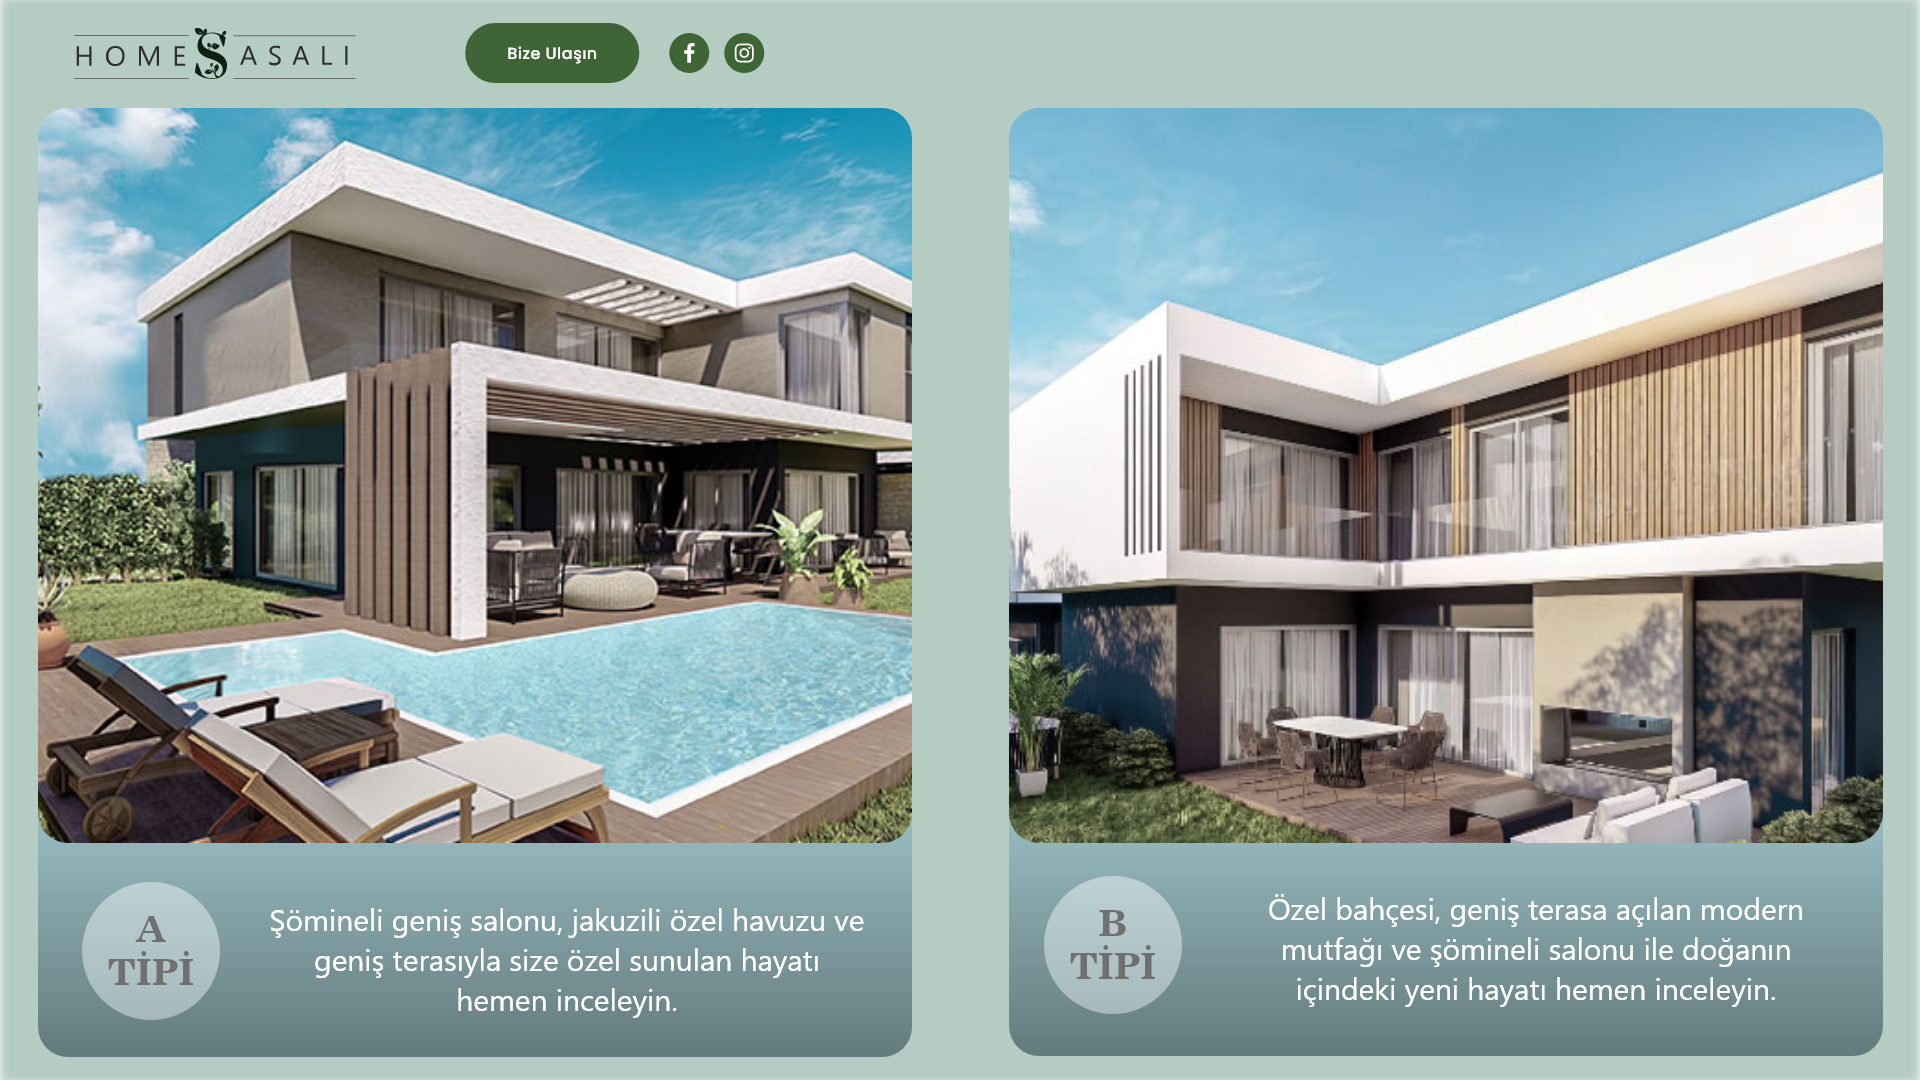 HOME S ASALI
Bize Ulaşın
A
TİPİ
Şömineli geniş salonu, jakuzili özel havuzu ve
geniş terasıyla size özel sunulan hayatı
hemen inceleyin.
B
TİPİ
Özel bahçesi, geniş terasa açılan modern
mutfağı ve şömineli salonu ile doğanın
içindeki yeni hayatı hemen inceleyin.